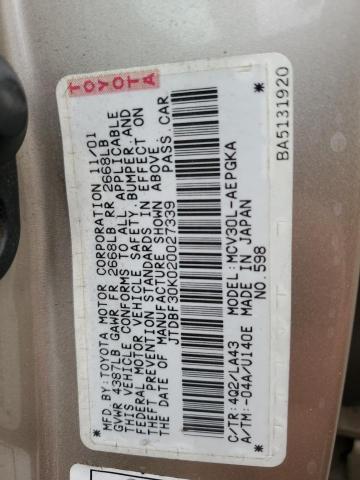 TOYOTA
MFD.BY:TOYOTA MOTOR CORPORATION 11/01
GVWR 4387LB GAWR FR 2668LB RR 2668LB
THIS VEHICLE CONFORMS TO ALL APPLICABLE
FEDERAL MOTOR VEHICLE SAFETY,BUMPER,AND
THEFT PREVENTION STANDARDS IN EFFECT ON
THE DATE OF MANUFACTURE SHOWN ABOVE.
JTDBF30K020027339 PASS.CAR
*
*
C/TR:4Q2/LA43 MODEL:MCV30L-AEPGKA
A/TM:-04A/U140E MADE IN JAPAN
NO.598
BA5131920